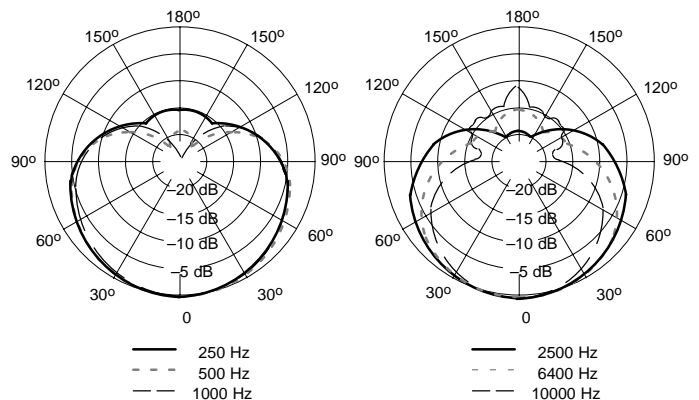 180º 180º
150º 150º 150º 150º
120º 120º 120º 120º
90º 90º 90º 90º
–20 dB –20 dB
–15 dB –15 dB
60º 60º 60º 60º
–10 dB –10 dB
–5 dB –5 dB
30º 30º 30º 30º
0 0
250 Hz 2500 Hz
500 Hz 6400 Hz
1000 Hz 10000 Hz